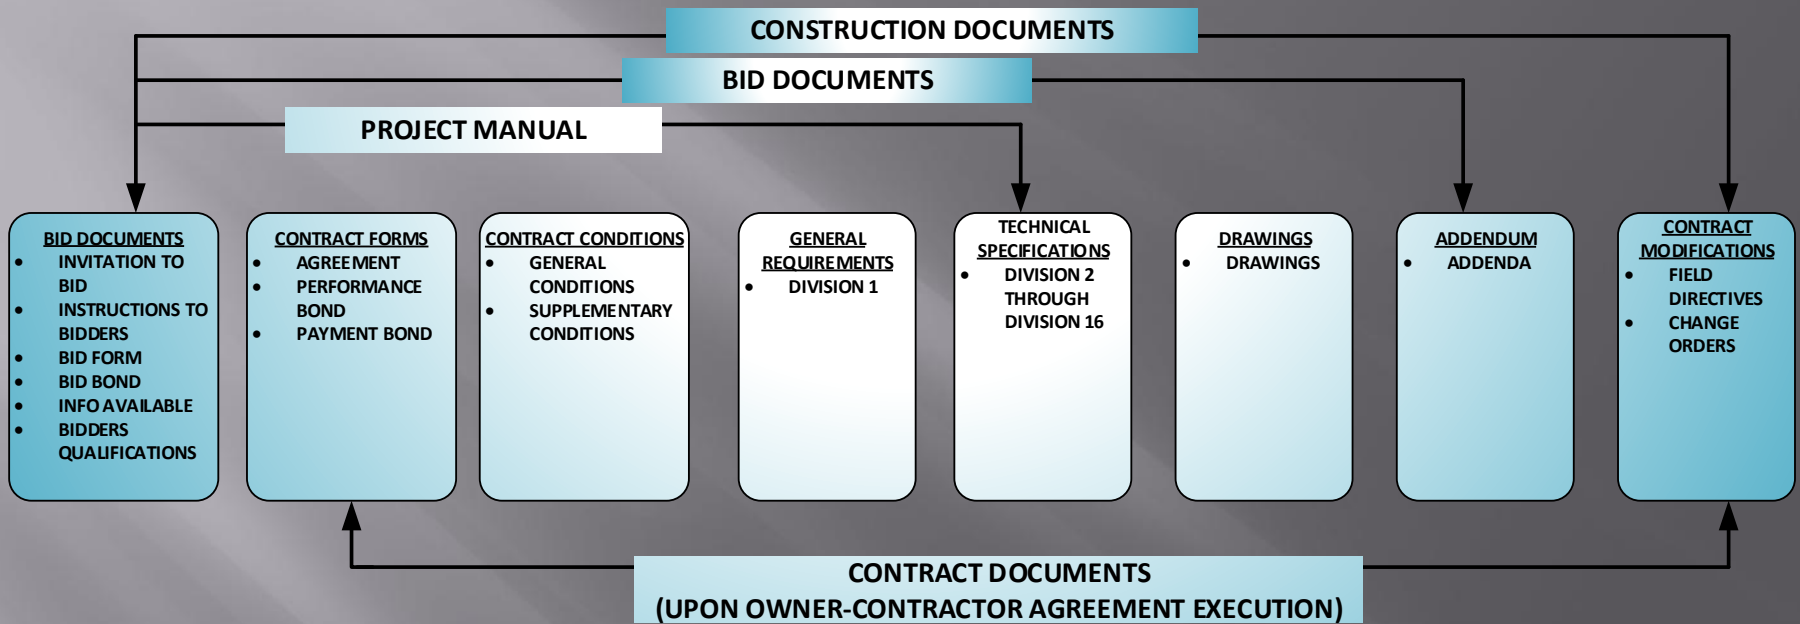 CONSTRUCTION DOCUMENTS
BID DOCUMENTS
PROJECT MANUAL
BID DOCUMENTS
• INVITATION TO
BID
• INSTRUCTIONS TO
BIDDERS
• BID FORM
• BID BOND
• INFO AVAILABLE
• BIDDERS
QUALIFICATIONS
CONTRACT FORMS
• AGREEMENT
• PERFORMANCE
BOND
• PAYMENT BOND
CONTRACT CONDITIONS
• GENERAL
CONDITIONS
• SUPPLEMENTARY
CONDITIONS
GENERAL
REQUIREMENTS
• DIVISION 1
TECHNICAL
SPECIFICATIONS
• DIVISION 2
THROUGH
DIVISION 16
DRAWINGS
• DRAWINGS
ADDENDUM
• ADDENDA
CONTRACT
MODIFICATIONS
• FIELD
DIRECTIVES
• CHANGE
ORDERS
CONTRACT DOCUMENTS
(UPON OWNER-CONTRACTOR AGREEMENT EXECUTION)